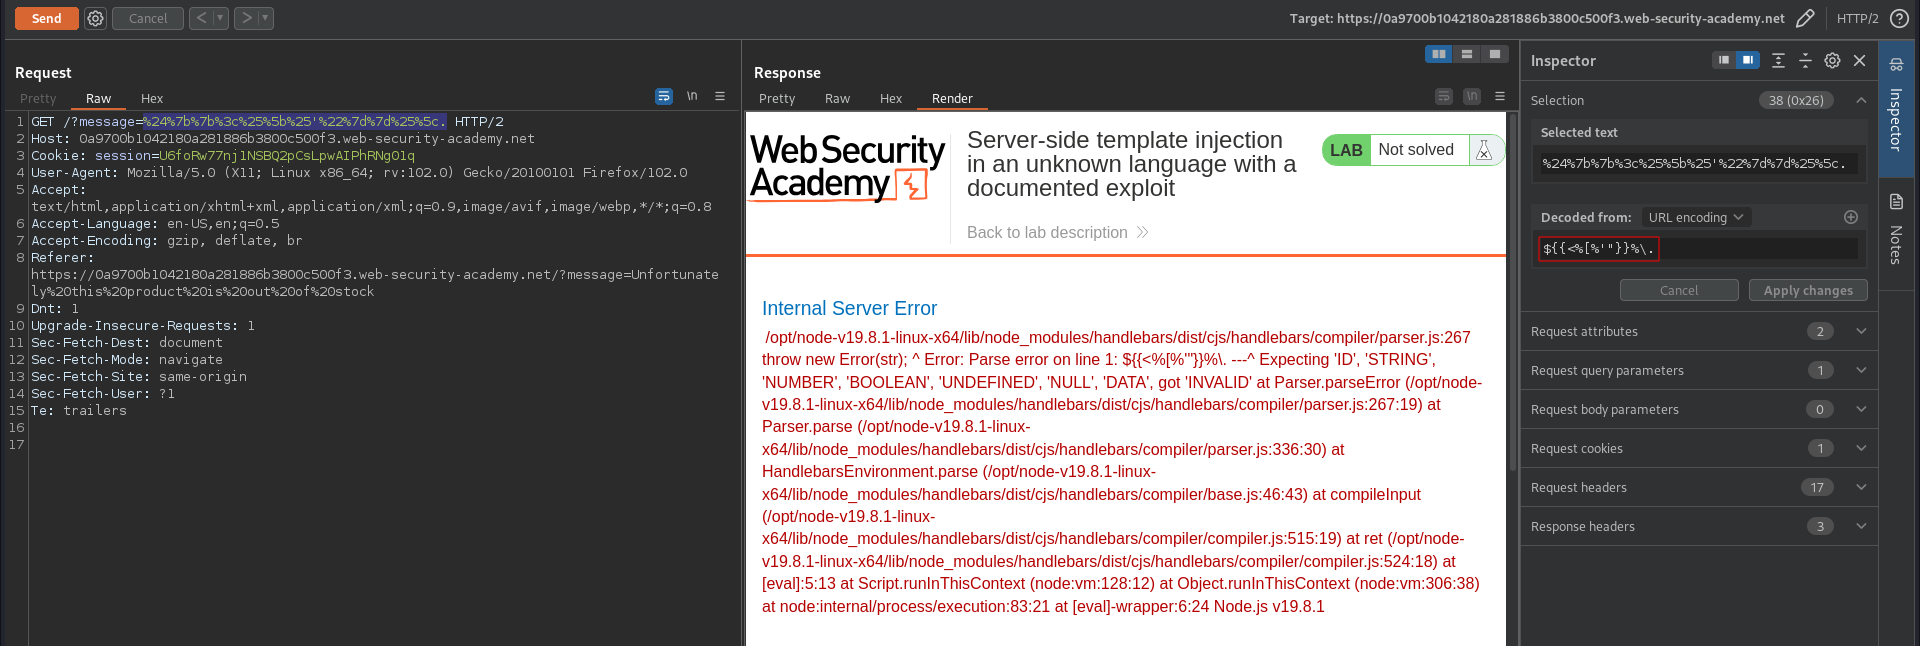 Send
Cancel
<
>
Target: https://0a9700b1042180a281886b3800c500f3.web-security-academy.net
HTTP/2
?
Request
Pretty
Raw
Hex
\n
1 GET /?message=%24%7b%7b%3c%25%5b%25'%22%7d%7d%25%5c. HTTP/2
2 Host: 0a9700b1042180a281886b3800c500f3.web-security-academy.net
3 Cookie: session=U6foRw77nj1NSBQ2pCsLpwAIPhRNgO1q
4 User-Agent: Mozilla/5.0 (X11; Linux x86_64; rv:102.0) Gecko/20100101 Firefox/102.0
5 Accept:
text/html,application/xhtml+xml,application/xml;q=0.9,image/avif,image/webp,*/*;q=0.8
6 Accept-Language: en-US,en;q=0.5
7 Accept-Encoding: gzip, deflate, br
8 Referer:
https://0a9700b1042180a281886b3800c500f3.web-security-academy.net/?message=Unfortunate
ly%20this%20product%20is%20out%20of%20stock
9 Dnt: 1
10 Upgrade-Insecure-Requests: 1
11 Sec-Fetch-Dest: document
12 Sec-Fetch-Mode: navigate
13 Sec-Fetch-Site: same-origin
14 Sec-Fetch-User: ?1
15 Te: trailers
16
17
Response
Pretty
Raw
Hex
Render
\n
Web Security
Academy
Server-side template injection
in an unknown language with a
documented exploit
LAB Not solved
Back to lab description
Internal Server Error
/opt/node-v19.8.1-linux-x64/lib/node_modules/handlebars/dist/cjs/handlebars/compiler/parser.js:267
throw new Error(str); ^ Error: Parse error on line 1: ${{<%[%'"}}%\. ---^ Expecting 'ID', 'STRING',
'NUMBER', 'BOOLEAN', 'UNDEFINED', 'NULL', 'DATA', got 'INVALID' at Parser.parseError (/opt/node-
v19.8.1-linux-x64/lib/node_modules/handlebars/dist/cjs/handlebars/compiler/parser.js:267:19) at
Parser.parse (/opt/node-v19.8.1-linux-
x64/lib/node_modules/handlebars/dist/cjs/handlebars/compiler/parser.js:336:30) at
HandlebarsEnvironment.parse (/opt/node-v19.8.1-linux-
x64/lib/node_modules/handlebars/dist/cjs/handlebars/compiler/base.js:46:43) at compileInput
(/opt/node-v19.8.1-linux-
x64/lib/node_modules/handlebars/dist/cjs/handlebars/compiler/compiler.js:515:19) at ret (/opt/node-
v19.8.1-linux-x64/lib/node_modules/handlebars/dist/cjs/handlebars/compiler/compiler.js:524:18) at
[eval]:5:13 at Script.runInThisContext (node:vm:128:12) at Object.runInThisContext (node:vm:306:38)
at node:internal/process/execution:83:21 at [eval]-wrapper:6:24 Node.js v19.8.1
Inspector
Selection
38 (0x26)
Selected text
%24%7b%7b%3c%25%5b%25'%22%7d%7d%25%5c.
Decoded from: URL encoding
${{<%[%'"}}%\.
Cancel
Apply changes
Request attributes 2
Request query parameters 1
Request body parameters 0
Request cookies 1
Request headers 17
Response headers 3
Inspector
Notes